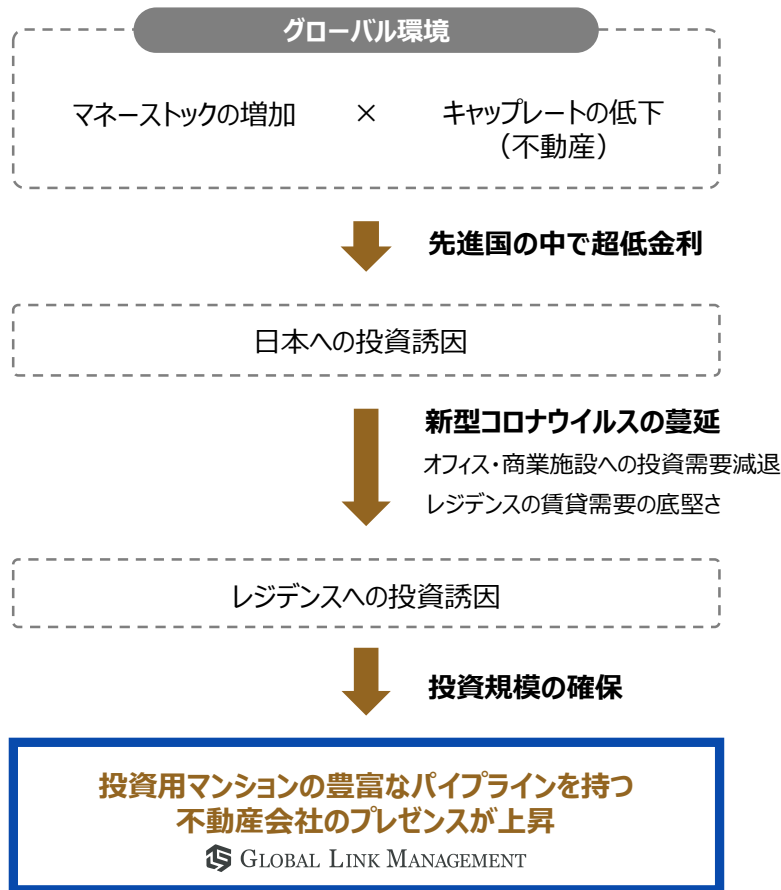 グローバル環境
マネーストックの増加 × キャップレートの低下
（不動産）
先進国の中で超低金利
日本への投資誘因
新型コロナウイルスの蔓延
オフィス・商業施設への投資需要減退
レジデンスの賃貸需要の底堅さ
レジデンスへの投資誘因
投資規模の確保
投資用マンションの豊富なパイプラインを持つ
不動産会社のプレゼンスが上昇
GLOBAL LINK MANAGEMENT